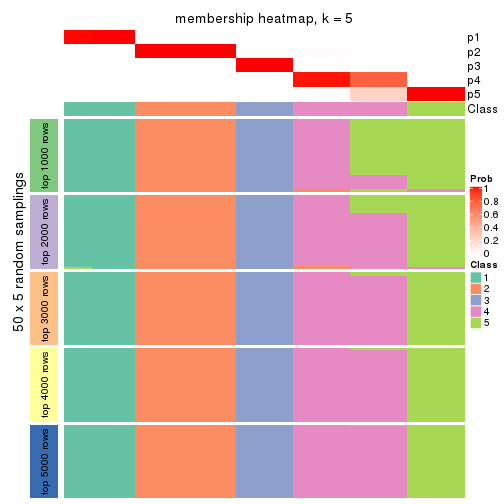 membership heatmap, k = 5
p1
p2
p3
p4
p5
Class
50 x 5 random samplings
top 1000 rows
top 2000 rows
top 3000 rows
top 4000 rows
top 5000 rows
Prob
1
0.8
0.6
0.4
0.2
0
Class
1
2
3
4
5